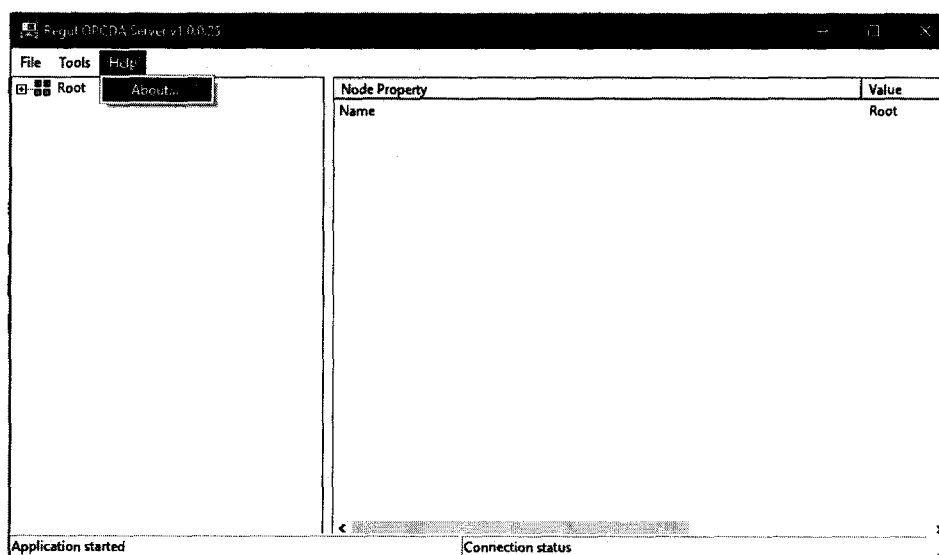 Regul OPCDA Server v1.0.0.23
File Tools Help
About...
Root
Node Property Value
Name Root
Application started Connection status